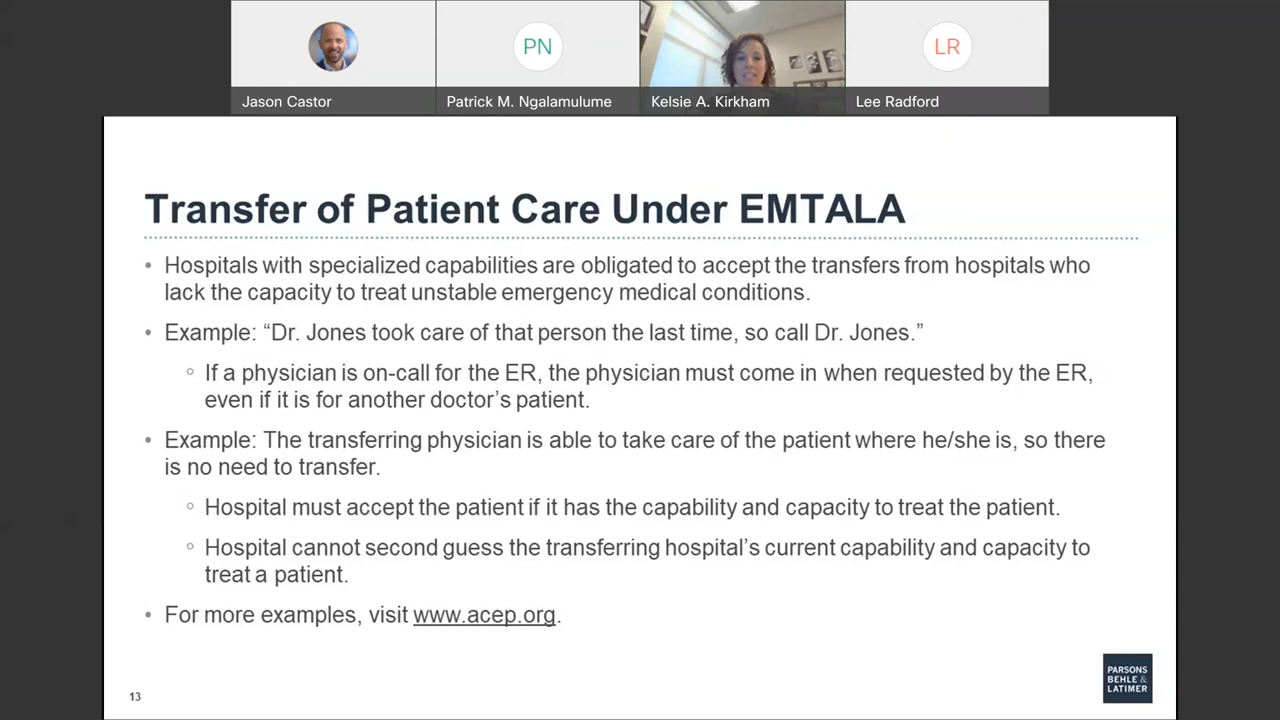 PN
LR
Jason Castor
Patrick M. Ngalamulume
Kelsie A. Kirkham
Lee Radford
Transfer of Patient Care Under EMTALA
• Hospitals with specialized capabilities are obligated to accept the transfers from hospitals who
lack the capacity to treat unstable emergency medical conditions.
• Example: “Dr. Jones took care of that person the last time, so call Dr. Jones.”
◦ If a physician is on-call for the ER, the physician must come in when requested by the ER,
even if it is for another doctor’s patient.
• Example: The transferring physician is able to take care of the patient where he/she is, so there
is no need to transfer.
◦ Hospital must accept the patient if it has the capability and capacity to treat the patient.
◦ Hospital cannot second guess the transferring hospital’s current capability and capacity to
treat a patient.
• For more examples, visit www.acep.org.
PARSONS
BEHLE &
LATIMER
13